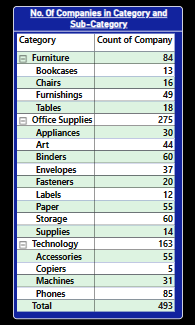 No. Of Companies in Category and
Sub-Category
Category Count of Company
Furniture 84
Bookcases 13
Chairs 16
Furnishings 49
Tables 18
Office Supplies 275
Appliances 30
Art 44
Binders 60
Envelopes 37
Fasteners 20
Labels 12
Paper 55
Storage 60
Supplies 14
Technology 163
Accessories 55
Copiers 5
Machines 31
Phones 85
Total 493